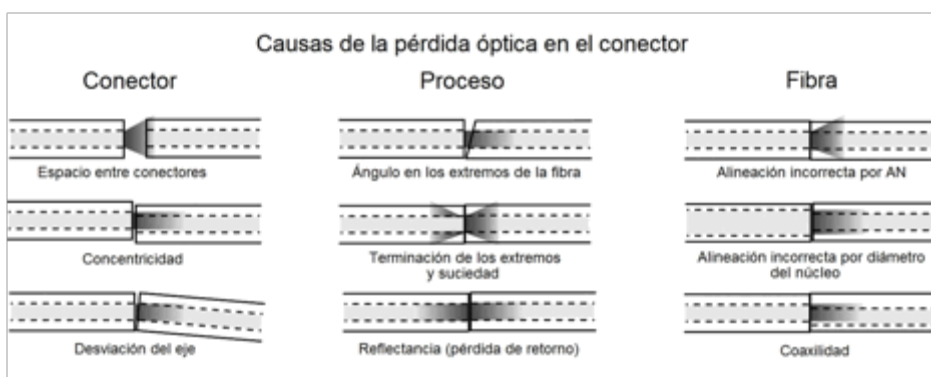 Causas de la pérdida óptica en el conector
Conector
Proceso
Fibra
Espacio entre conectores
Ángulo en los extremos de la fibra
Alineación incorrecta por AN
Concentricidad
Terminación de los extremos
y suciedad
Alineación incorrecta por diámetro
del núcleo
Desviación del eje
Reflectancia (pérdida de retorno)
Coaxilidad